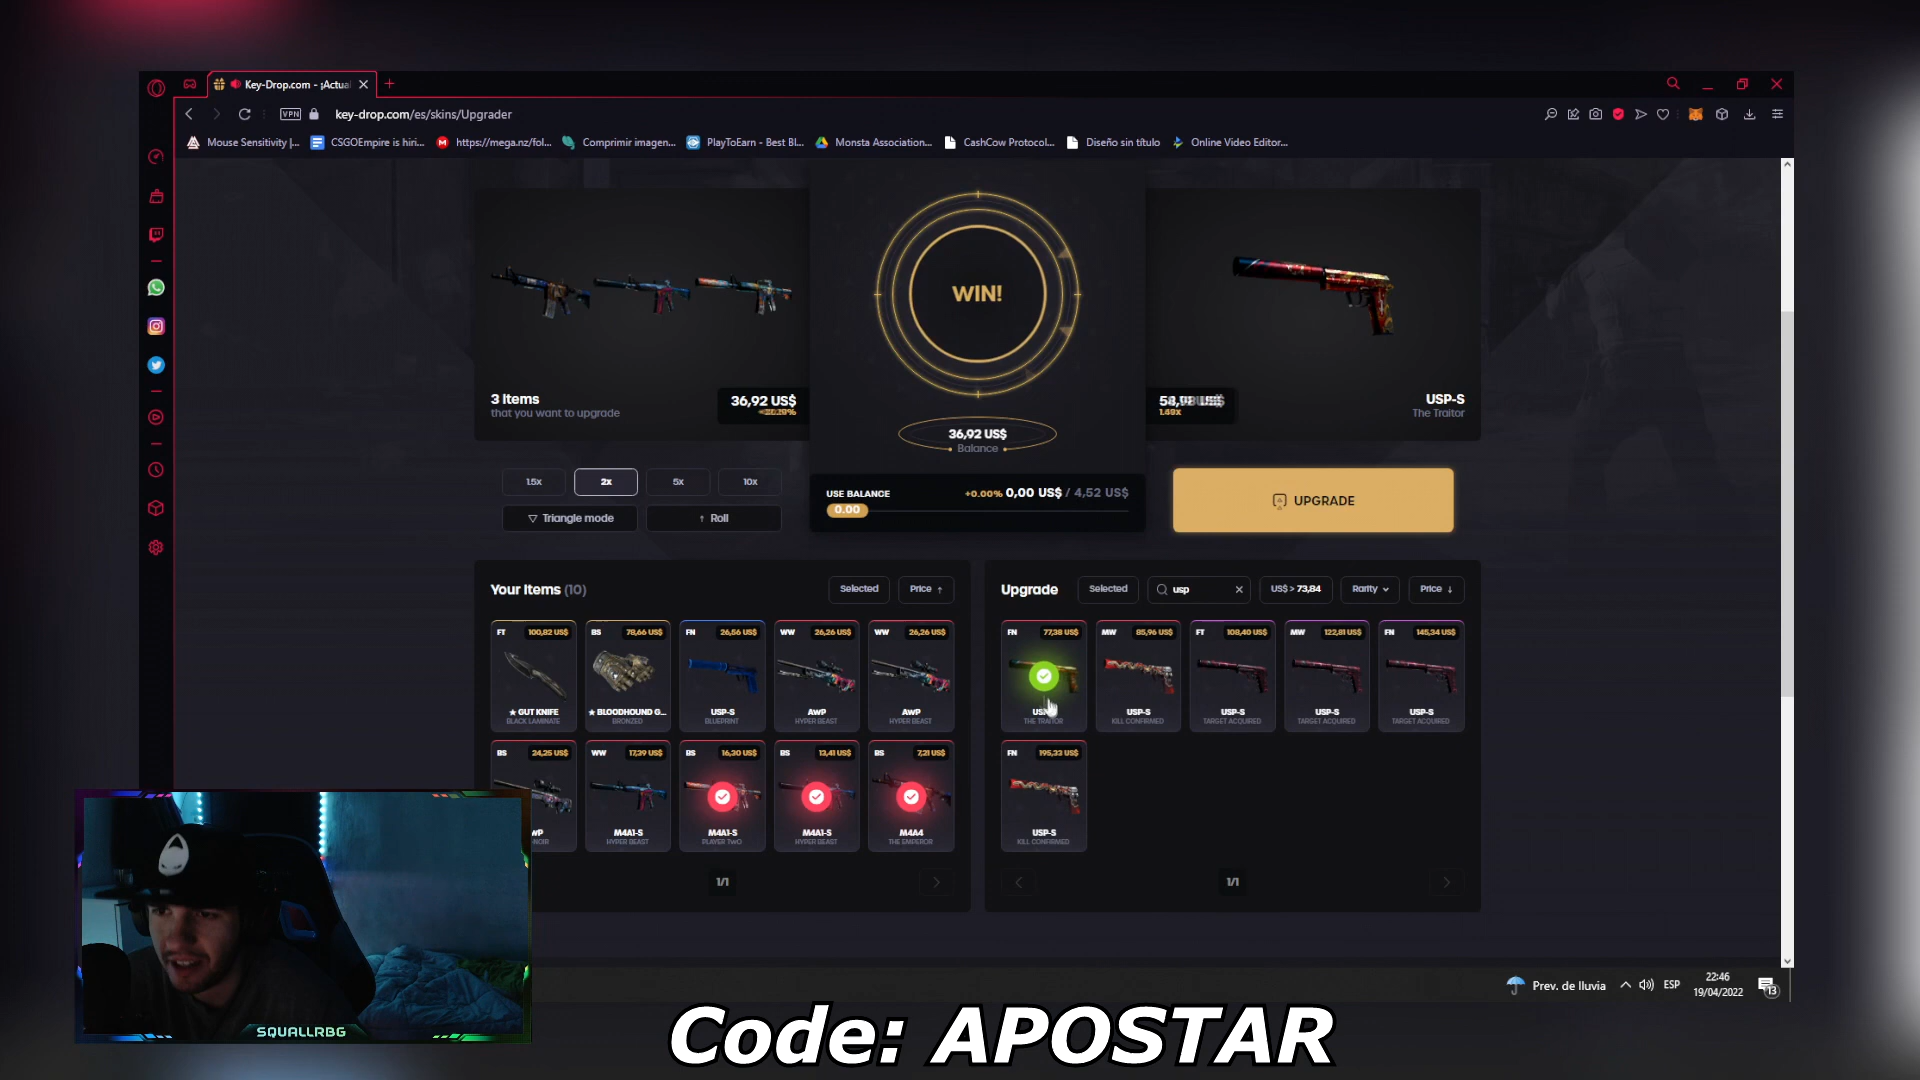 Key-Drop.com - ¡Actua
VPN
key-drop.com/es/skins/Upgrader
Mouse Sensitivity |...
CSGOEmpire is hiri...
https://mega.nz/fol...
Comprimir imagen...
PlayToEarn - Best Bl...
Monsta Association...
CashCow Protocol...
Diseño sin título
Online Video Editor...
WIN!
3 Items
that you want to upgrade
36,92 US$
USP-S
The Traitor
36,92 US$
Balance
1.5x
2x
5x
10x
Triangle mode
Roll
USE BALANCE
+0.00% 0,00 US$ / 4,52 US$
0.00
UPGRADE
Your Items (10)
Selected
Price
Upgrade
Selected
usp
US$ > 73,84
Rarity
Price
FT 100,82 US$
★ GUT KNIFE
BLACK LAMINATE
BS 78,66 US$
★ BLOODHOUND G...
BRONZED
FN 26,56 US$
USP-S
BLUEPRINT
WW 26,26 US$
AWP
HYPER BEAST
WW 26,26 US$
AWP
HYPER BEAST
BS 24,25 US$
WW 17,39 US$
M4A1-S
HYPER BEAST
BS 16,30 US$
M4A1-S
PLAYER TWO
BS 13,41 US$
M4A1-S
HYPER BEAST
BS 7,21 US$
M4A4
THE EMPEROR
1/1
FN 77,38 US$
THE TRAITOR
MW 85,96 US$
USP-S
KILL CONFIRMED
FT 108,40 US$
USP-S
TARGET ACQUIRED
MW 122,81 US$
USP-S
TARGET ACQUIRED
FN 145,34 US$
USP-S
TARGET ACQUIRED
FN 195,33 US$
USP-S
KILL CONFIRMED
1/1
SQUALLRBG
Prev. de lluvia
ESP
22:46
19/04/2022
13
Code: APOSTAR